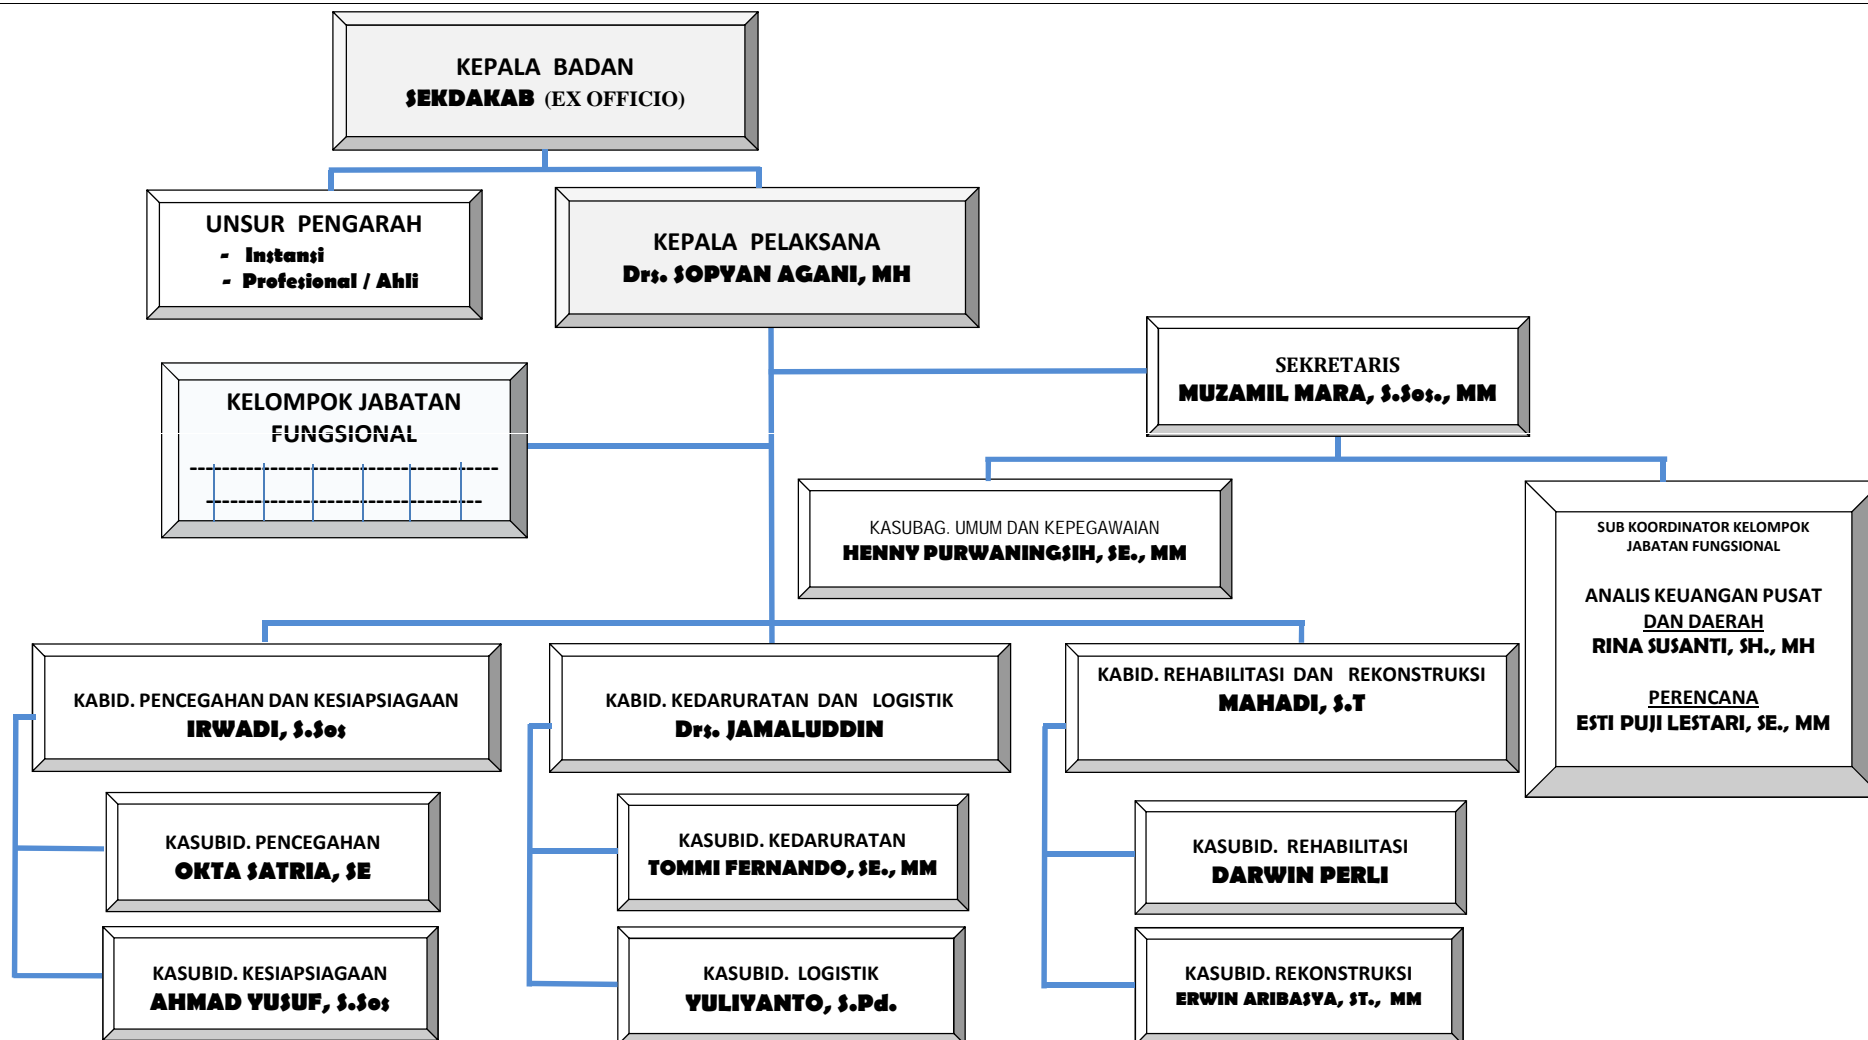 KEPALA BADAN
SEKDAKAB (EX OFFICIO)
UNSUR PENGARAH
- Instansi
- Profesional / Ahli
KEPALA PELAKSANA
Drs. SOPYAN AGANI, MH
KELOMPOK JABATAN
FUNGSIONAL
SEKRETARIS
MUZAMIL MARA, S.Sos., MM
KASUBAG. UMUM DAN KEPEGAWAIAN
HENNY PURWANINGSIH, SE., MM
SUB KOORDINATOR KELOMPOK
JABATAN FUNGSIONAL
ANALIS KEUANGAN PUSAT
DAN DAERAH
RINA SUSANTI, SH., MH
PERENCANA
ESTI PUJI LESTARI, SE., MM
KABID. PENCEGAHAN DAN KESIAPSIAGAAN
IRWADI, S.Sos
KABID. KEDARURATAN DAN LOGISTIK
Drs. JAMALUDDIN
KABID. REHABILITASI DAN REKONSTRUKSI
MAHADI, S.T
KASUBID. PENCEGAHAN
OKTA SATRIA, SE
KASUBID. KEDARURATAN
TOMMI FERNANDO, SE., MM
KASUBID. REHABILITASI
DARWIN PERLI
KASUBID. KESIAPSIAGAAN
AHMAD YUSUF, S.Sos
KASUBID. LOGISTIK
YULIYANTO, S.Pd.
KASUBID. REKONSTRUKSI
ERWIN ARIBASYA, ST., MM